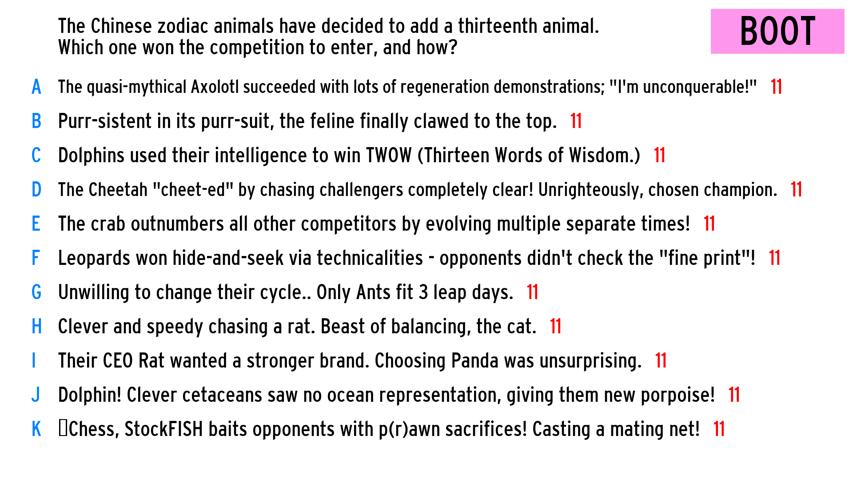 The Chinese zodiac animals have decided to add a thirteenth animal.
Which one won the competition to enter, and how?
BOOT
A The quasi-mythical Axolotl succeeded with lots of regeneration demonstrations; "I'm unconquerable!" 11
B Purr-sistent in its purr-suit, the feline finally clawed to the top. 11
C Dolphins used their intelligence to win TWOW (Thirteen Words of Wisdom.) 11
D The Cheetah "cheet-ed" by chasing challengers completely clear! Unrighteously, chosen champion. 11
E The crab outnumbers all other competitors by evolving multiple separate times! 11
F Leopards won hide-and-seek via technicalities - opponents didn't check the "fine print"! 11
G Unwilling to change their cycle.. Only Ants fit 3 leap days. 11
H Clever and speedy chasing a rat. Beast of balancing, the cat. 11
I Their CEO Rat wanted a stronger brand. Choosing Panda was unsurprising. 11
J Dolphin! Clever cetaceans saw no ocean representation, giving them new porpoise! 11
K Chess, StockFISH baits opponents with p(r)awn sacrifices! Casting a mating net! 11